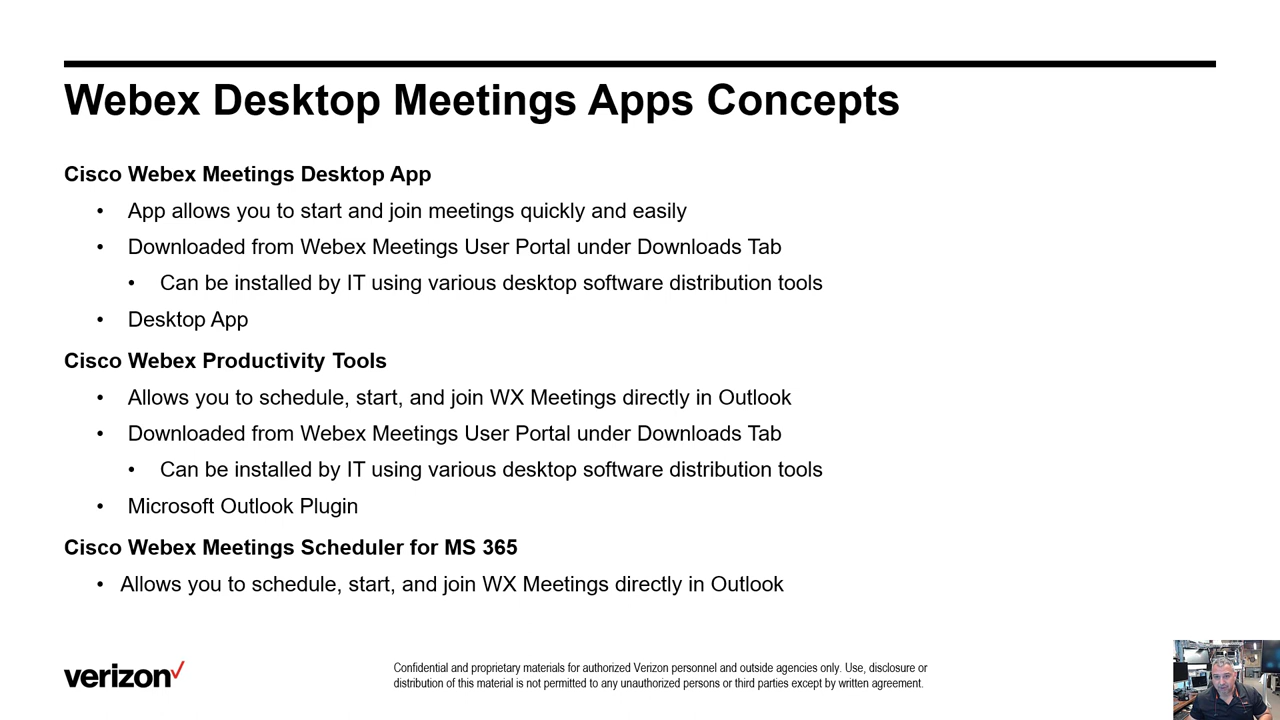 Webex Desktop Meetings Apps Concepts
Cisco Webex Meetings Desktop App
• App allows you to start and join meetings quickly and easily
• Downloaded from Webex Meetings User Portal under Downloads Tab
• Can be installed by IT using various desktop software distribution tools
• Desktop App
Cisco Webex Productivity Tools
• Allows you to schedule, start, and join WX Meetings directly in Outlook
• Downloaded from Webex Meetings User Portal under Downloads Tab
• Can be installed by IT using various desktop software distribution tools
• Microsoft Outlook Plugin
Cisco Webex Meetings Scheduler for MS 365
• Allows you to schedule, start, and join WX Meetings directly in Outlook
verizon✓
Confidential and proprietary materials for authorized Verizon personnel and outside agencies only. Use, disclosure or
distribution of this material is not permitted to any unauthorized persons or third parties except by written agreement.